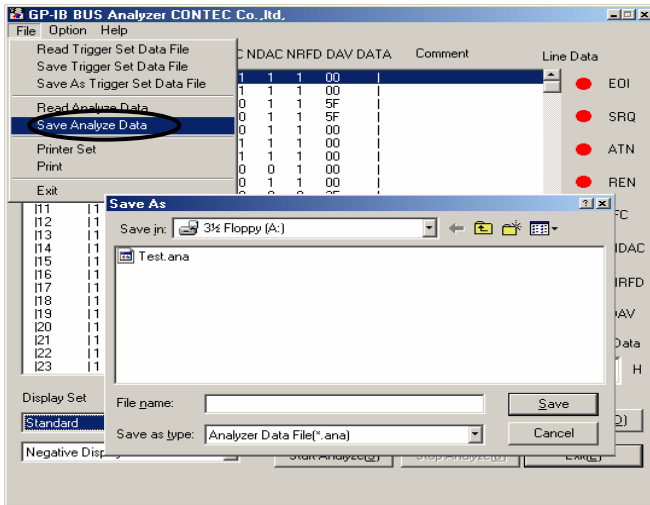 GP-IB BUS Analyzer CONTEC Co.,ltd,
File Option Help
Read Trigger Set Data File
Save Trigger Set Data File
Save As Trigger Set Data File
Read Analyze Data
Save Analyze Data
Printer Set
Print
Exit
NDAC NRFD DAV DATA Comment Line Data
1 1 1 00 |
1 1 1 00 |
0 1 1 5F |
0 1 1 5F |
1 1 00 |
1 1 1 00 |
0 0 1 00 |
0 1 1 00 |
EOI
SRQ
ATN
REN
|11 |1
|12 |1
|13 |1
|14 |1
|15 |1
|16 |1
|17 |1
|18 |1
|19 |1
|20 |1
|21 |1
|22 |1
|23 |1
FC
NDAC
NRFD
DAV
Data
H
Save As
Save in: 3½ Floppy (A:)
Test.ana
File name:
Save
Save as type: Analyzer Data File(*.ana)
Cancel
Display Set
Standard
Negative Disp
Start Analyze(S) Stop Analyze(B) Exit(E)